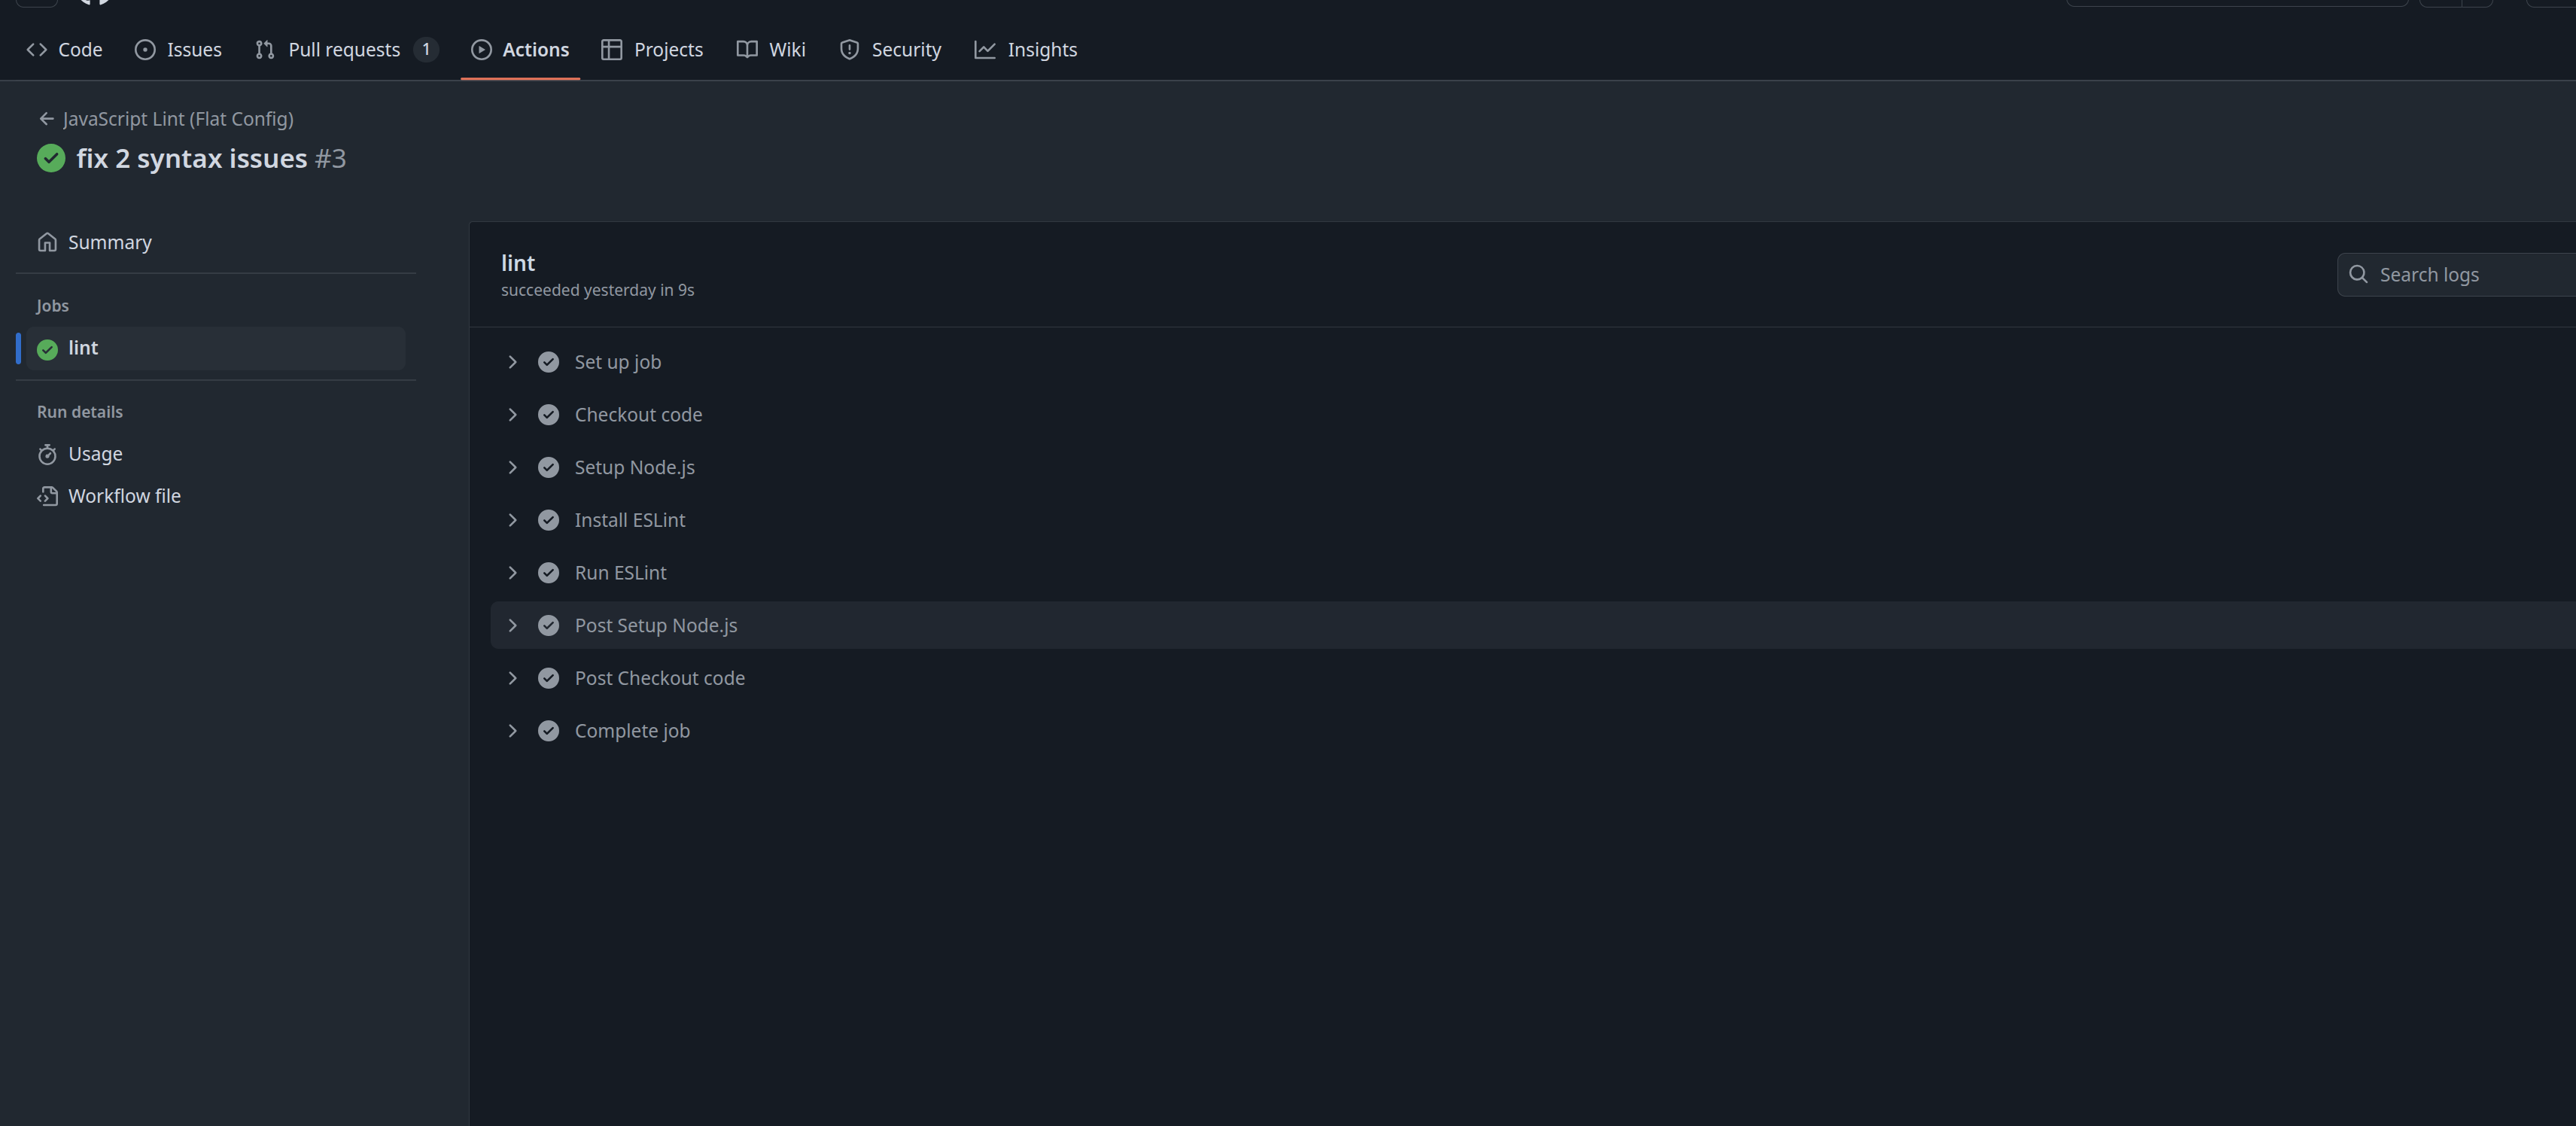 Code Issues Pull requests 1 Actions Projects Wiki Security Insights
JavaScript Lint (Flat Config)
fix 2 syntax issues #3
Summary
Jobs
lint
Run details
Usage
Workflow file
lint
succeeded yesterday in 9s
Search logs
Set up job
Checkout code
Setup Node.js
Install ESLint
Run ESLint
Post Setup Node.js
Post Checkout code
Complete job